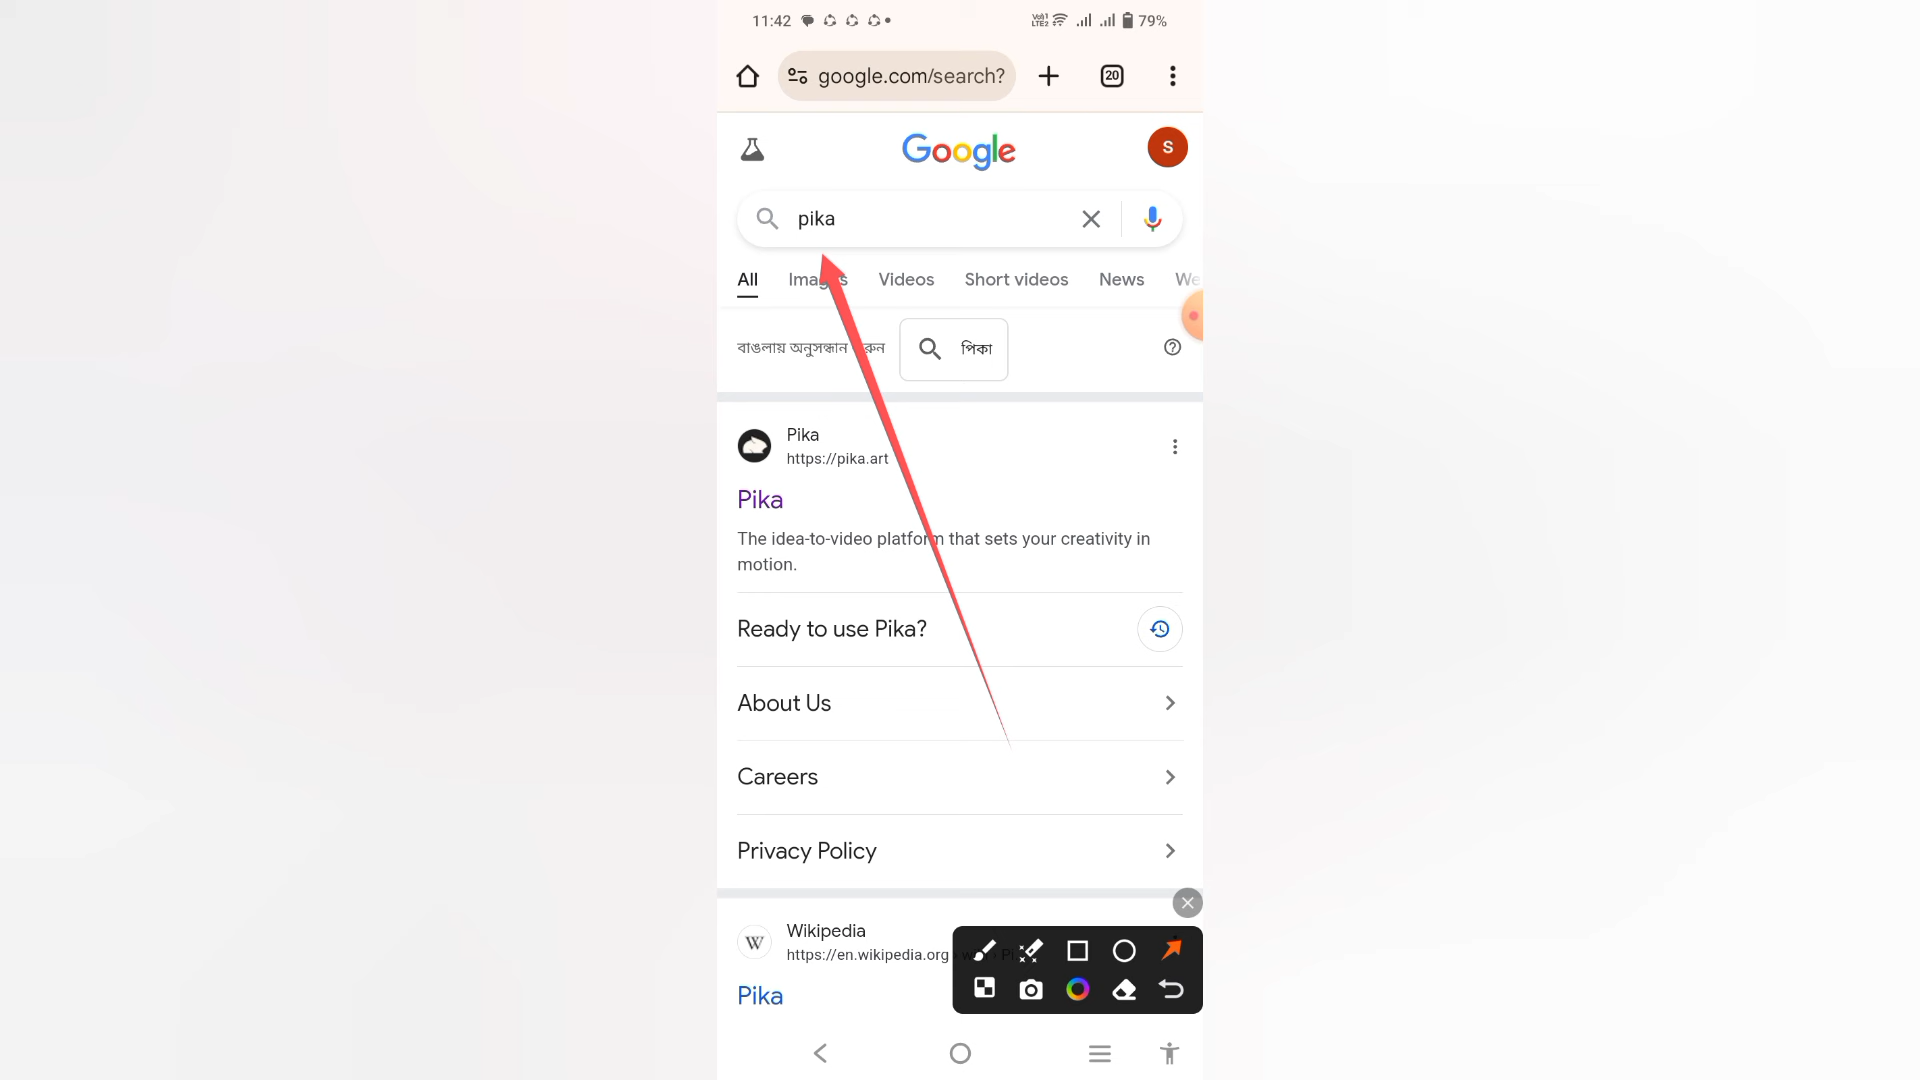 11:42 79%
google.com/search? 20
Google S
pika
All Images Videos Short videos News We
বাঙলায় অনুসন্ধান পিকা
Pika
https://pika.art
Pika
The idea-to-video platform that sets your creativity in
motion.
Ready to use Pika?
About Us
Careers
Privacy Policy
W Wikipedia
https://en.wikipedia.org
Pika